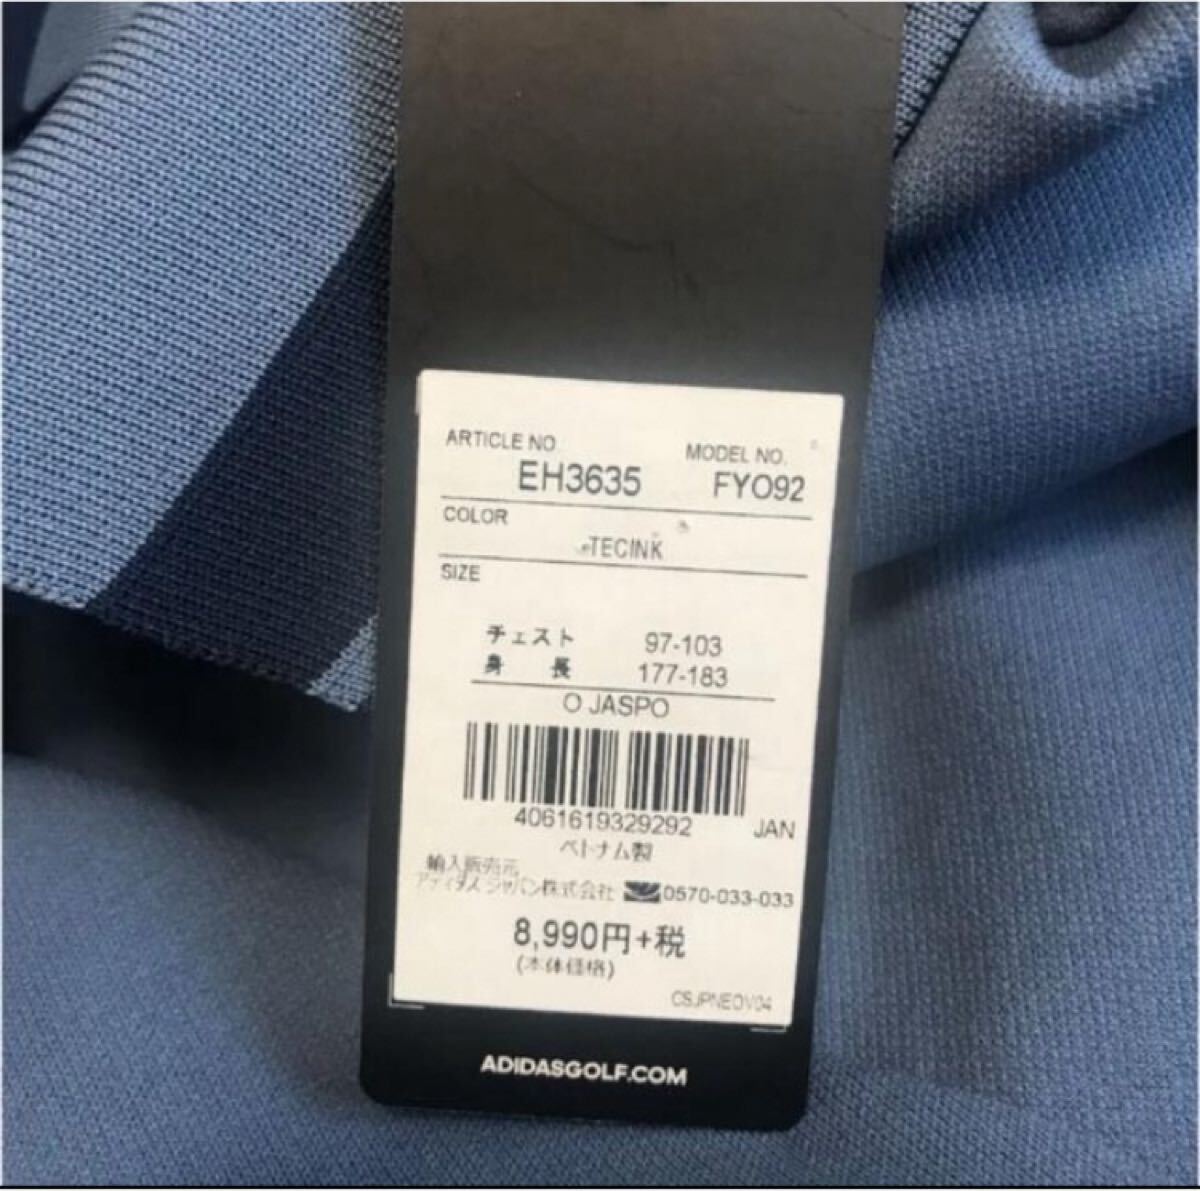 ARTICLE NO MODEL NO.
EH3635 FYO92
COLOR
TECINK
SIZE
チェスト 97-103
身 長 177-183
O JASPO
4061619329292 JAN
ベトナム製
輸入販売元
アディダス ジャパン株式会社 0570-033-033
8,990円+税
(本体価格)
CSJPNEOV04
ADIDASGOLF.COM